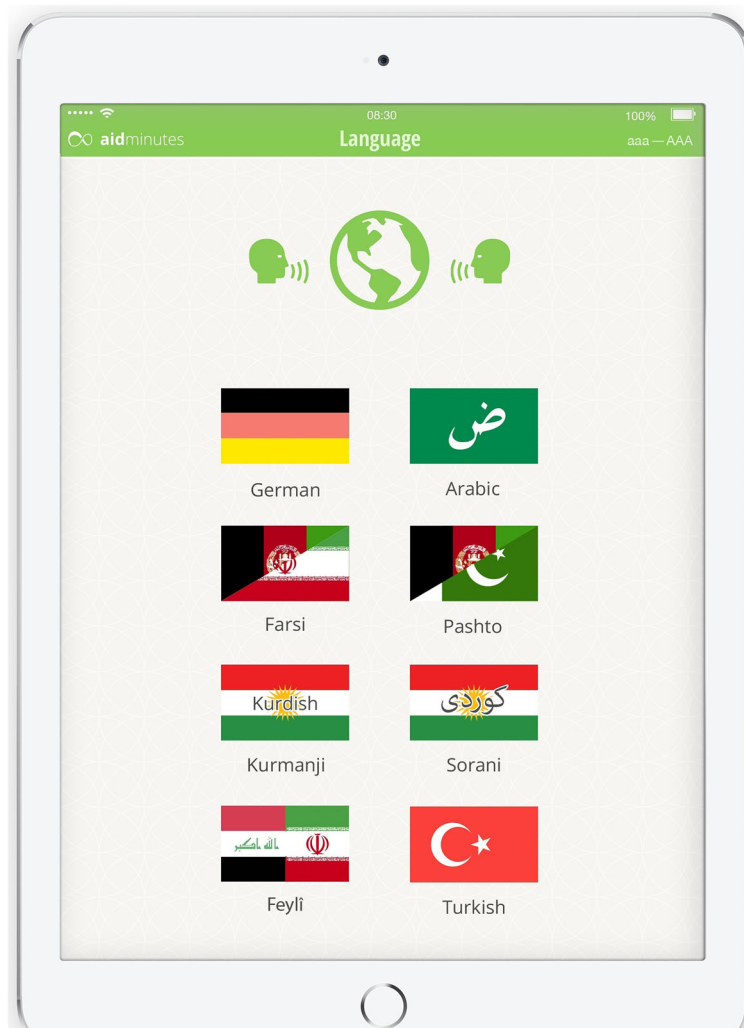 08:30
100%
aidminutes
Language
aaa — AAA
German
Arabic
ض
Farsi
Pashto
Kurdish
کوردی
Kurmanji
Sorani
الله اكبر
Feylî
Turkish